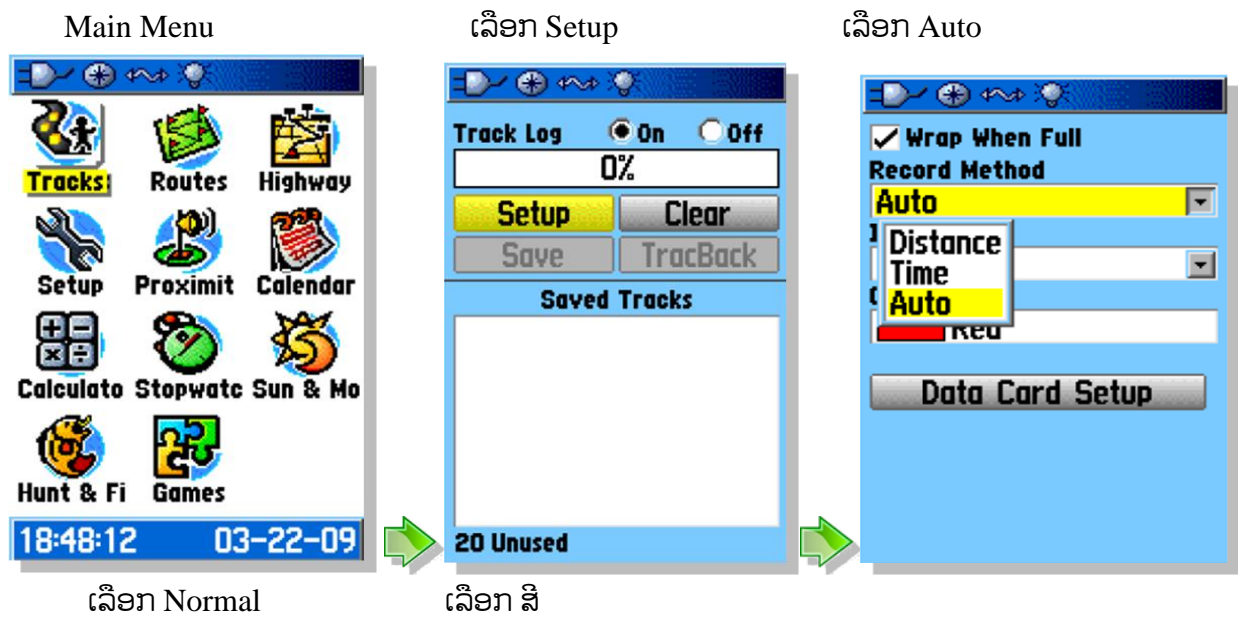 Main Menu
ເລືອກ Setup
ເລືອກ Auto
Tracks
Routes
Highway
Setup
Proximit
Calendar
Calculato
Stopwatc
Sun & Mo
Hunt & Fi
Games
18:48:12 03-22-09
Track Log On Off
0%
Setup Clear
Save TracBack
Saved Tracks
20 Unused
Wrap When Full
Record Method
Auto
Distance
Time
Auto
Red
Data Card Setup
ເລືອກ Normal
ເລືອກ ສີ